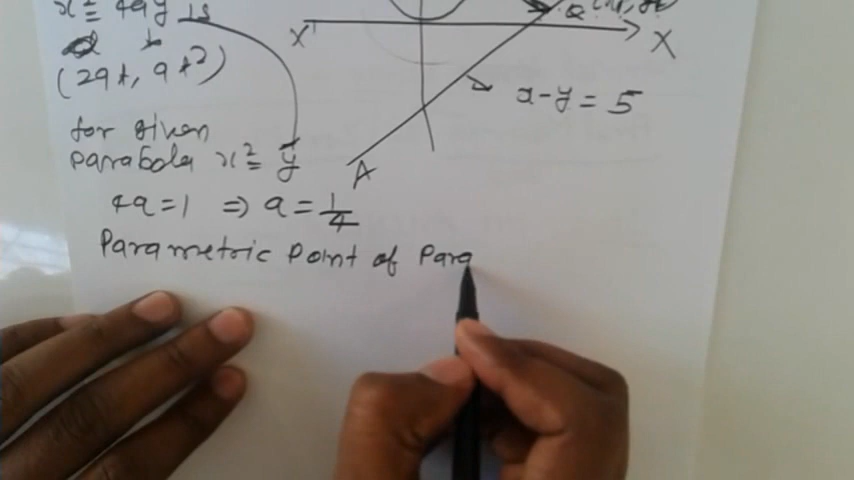 x² = 4ay is
(2at, at²)
for given
parabola x² = y
4a = 1 ⇒ a = 1/4
Parametric Point of Para
X'
X
x - y = 5
A